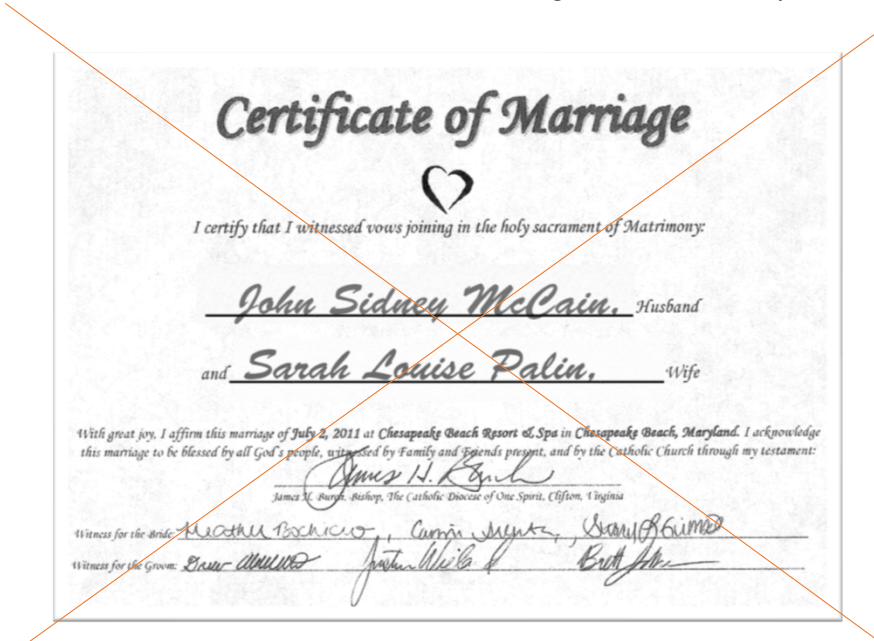 Certificate of Marriage
I certify that I witnessed vows joining in the holy sacrament of Matrimony:
John Sidney McCain, Husband
and Sarah Louise Palin, Wife
With great joy, I affirm this marriage of July 2, 2011 at Chesapeake Beach Resort & Spa in Chesapeake Beach, Maryland. I acknowledge
this marriage to be blessed by all God's people, witnessed by Family and Friends present, and by the Catholic Church through my testament:
James H. Burch, Bishop, The Catholic Diocese of One Spirit, Clifton, Virginia
Witness for the Bride:
Witness for the Groom: Drew